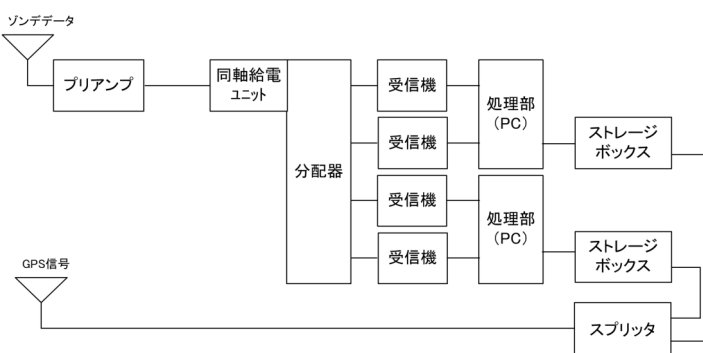 ゾンデデータ
プリアンプ
同軸給電
ユニット
分配器
受信機
受信機
受信機
受信機
処理部
（PC）
処理部
（PC）
ストレージ
ボックス
ストレージ
ボックス
GPS信号
スプリッタ